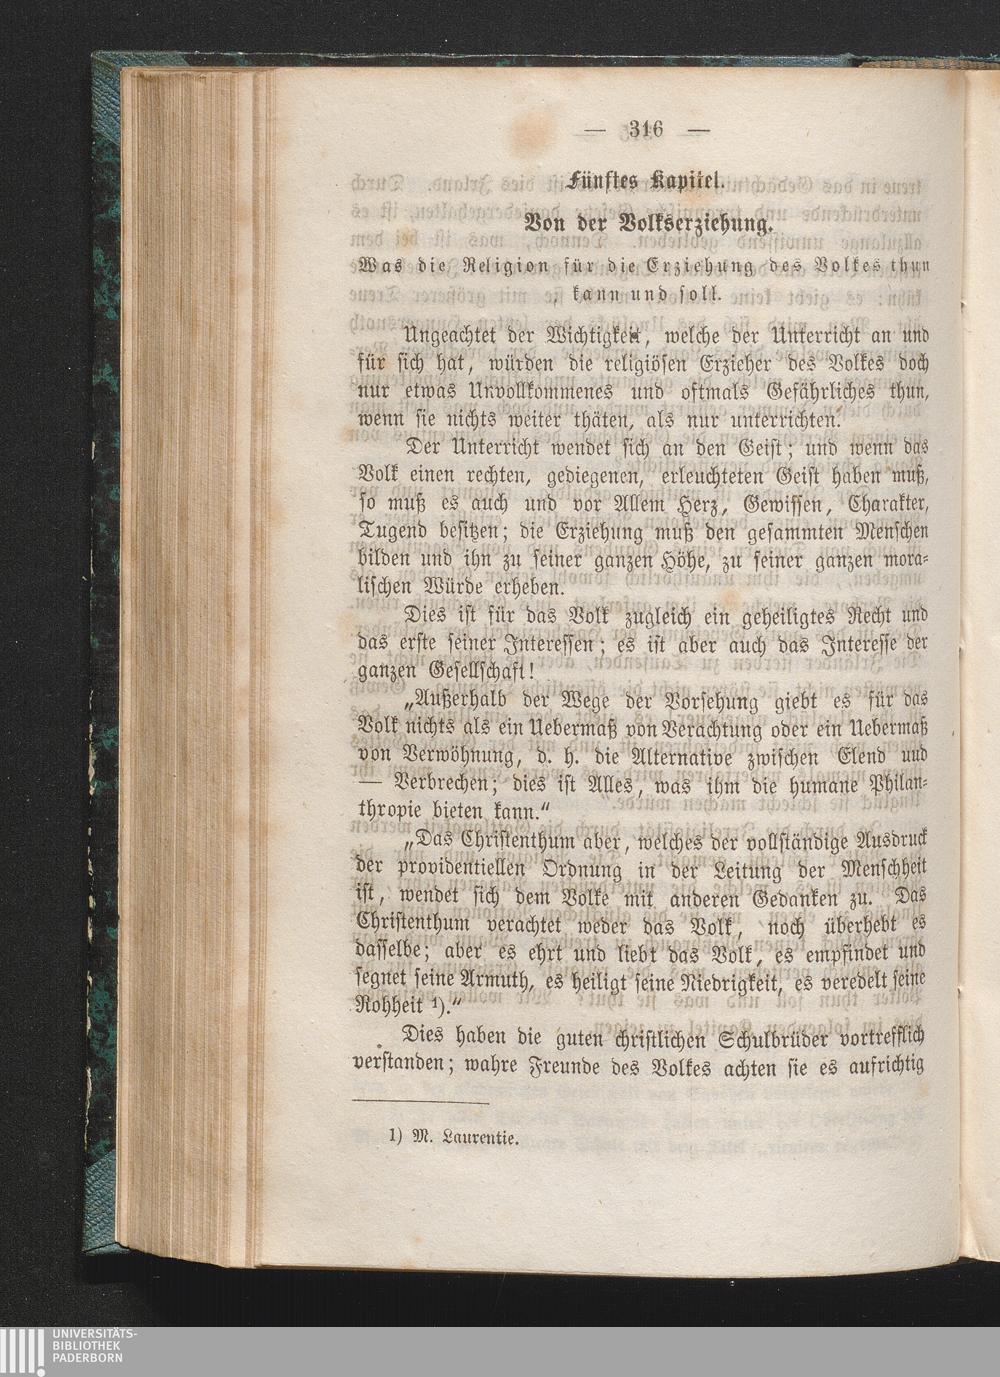 — 316 —
Fünftes Kapitel.
Von der Volkserziehung.
Was die Religion für die Erziehung des Volkes thun
kann und soll.
Ungeachtet der Wichtigkeit, welche der Unterricht an und
für sich hat, würden die religiösen Erzieher des Volkes doch
nur etwas Unvollkommenes und oftmals Gefährliches thun,
wenn sie nichts weiter thäten, als nur unterrichten.
Der Unterricht wendet sich an den Geist; und wenn das
Volk einen rechten, gediegenen, erleuchteten Geist haben muß,
so muß es auch und vor Allem Herz, Gewissen, Charakter,
Tugend besitzen; die Erziehung muß den gesammten Menschen
bilden und ihn zu seiner ganzen Höhe, zu seiner ganzen mora-
lischen Würde erheben.
Dies ist für das Volk zugleich ein geheiligtes Recht und
das erste seiner Interessen; es ist aber auch das Interesse der
ganzen Gesellschaft!
„Außerhalb der Wege der Vorsehung giebt es für das
Volk nichts als ein Uebermaß von Verachtung oder ein Uebermaß
von Verwöhnung, d. h. die Alternative zwischen Elend und
— Verbrechen; dies ist Alles, was ihm die humane Philan-
thropie bieten kann.“
„Das Christenthum aber, welches der vollständige Ausdruck
der providentiellen Ordnung in der Leitung der Menschheit
ist, wendet sich dem Volke mit anderen Gedanken zu. Das
Christenthum verachtet weder das Volk, noch überhebt es
dasselbe; aber es ehrt und liebt das Volk, es empfindet und
segnet seine Armuth, es heiligt seine Niedrigkeit, es veredelt seine
Rohheit ¹).“
Dies haben die guten christlichen Schulbrüder vortrefflich
verstanden; wahre Freunde des Volkes achten sie es aufrichtig
1) M. Laurentie.
UNIVERSITÄTS-
BIBLIOTHEK
PADERBORN